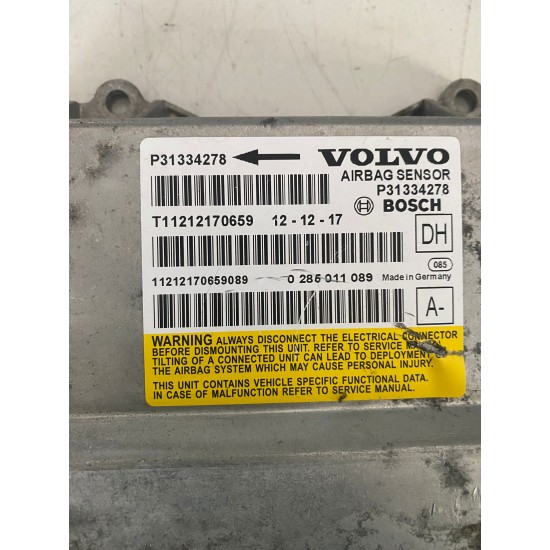 P31334278 VOLVO
AIRBAG SENSOR
P31334278
BOSCH
T11212170659 12-12-17
DH
085
11212170659089 0 285 011 089 Made in Germany
A-
WARNING ALWAYS DISCONNECT THE ELECTRICAL CONNECTOR
BEFORE DISMOUNTING THIS UNIT. REFER TO SERVICE
TILTING OF A CONNECTED UNIT CAN LEAD TO DEPLOYMENT
THE AIRBAG SYSTEM WHICH MAY CAUSE PERSONAL INJURY.
THIS UNIT CONTAINS VEHICLE SPECIFIC FUNCTIONAL DATA.
IN CASE OF MALFUNCTION REFER TO SERVICE MANUAL.